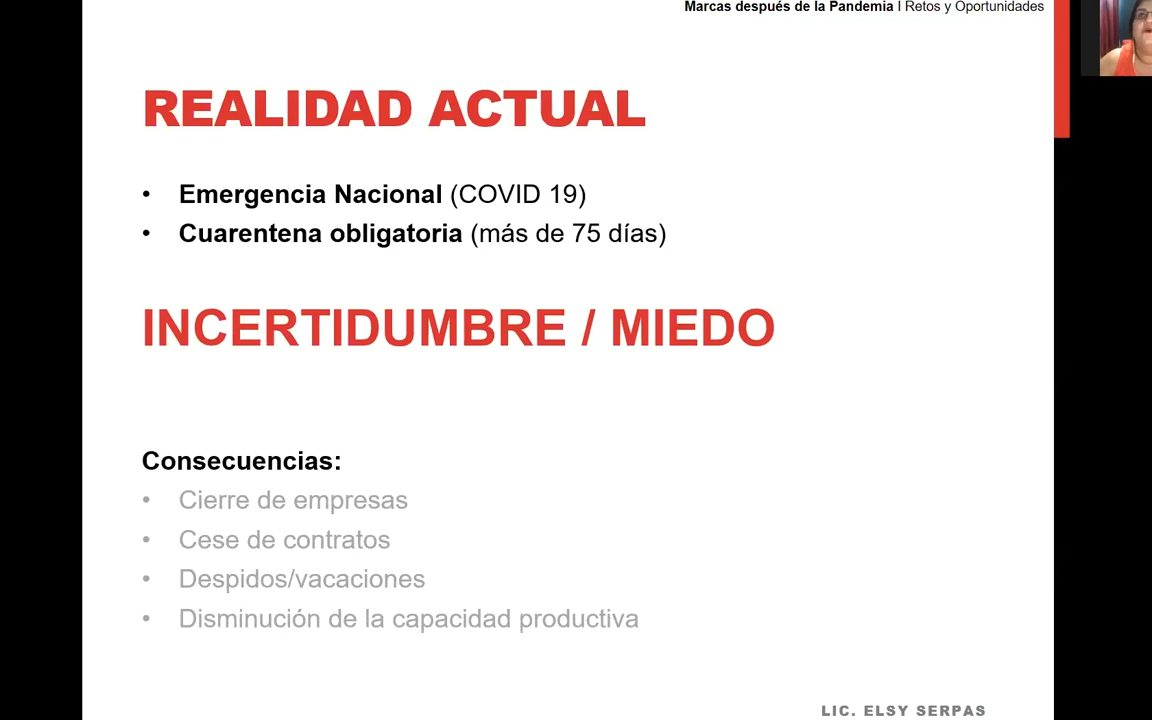 Marcas después de la Pandemia I Retos y Oportunidades
REALIDAD ACTUAL
• Emergencia Nacional (COVID 19)
• Cuarentena obligatoria (más de 75 días)
INCERTIDUMBRE / MIEDO
Consecuencias:
• Cierre de empresas
• Cese de contratos
• Despidos/vacaciones
• Disminución de la capacidad productiva
LIC. ELSY SERPAS